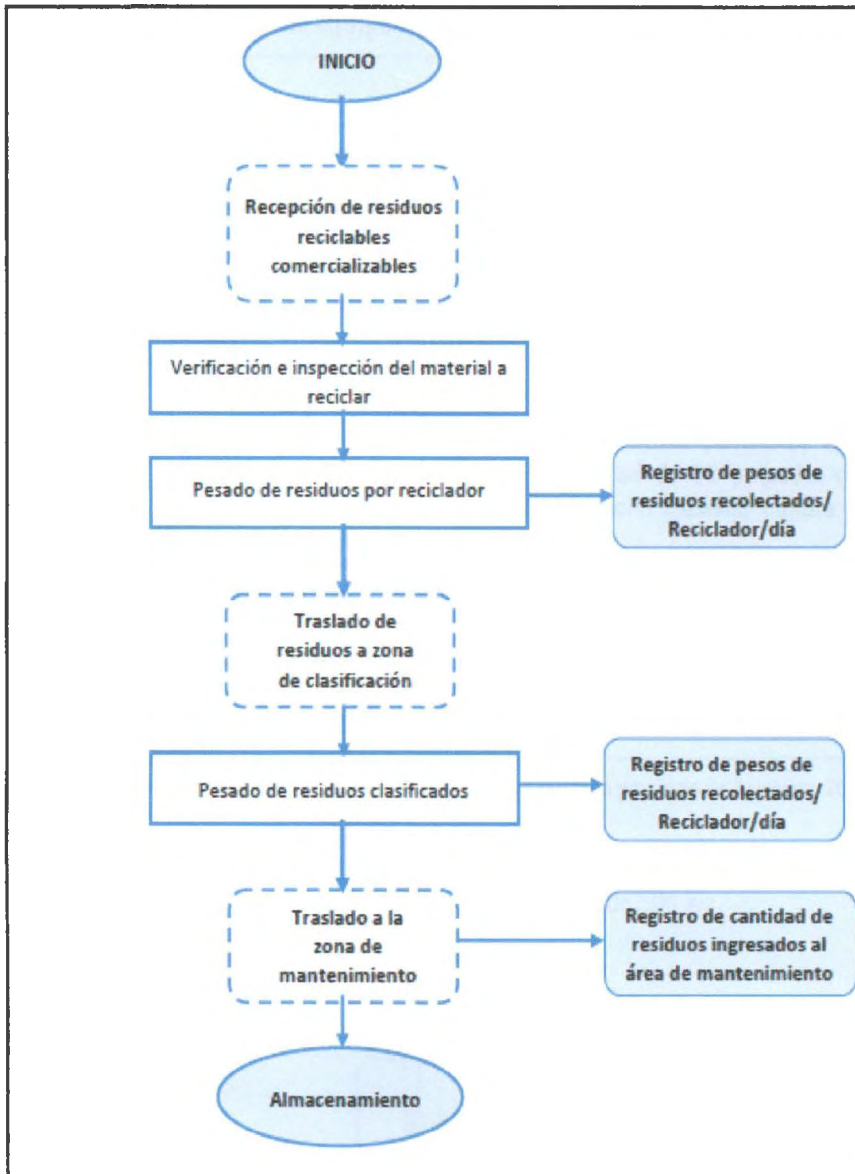 INICIO
Recepción de residuos
reciclables
comercializables
Verificación e inspección del material a
reciclar
Pesado de residuos por reciclador
Registro de pesos de
residuos recolectados/
Reciclador/día
Traslado de
residuos a zona
de clasificación
Pesado de residuos clasificados
Registro de pesos de
residuos recolectados/
Reciclador/día
Traslado a la
zona de
mantenimiento
Registro de cantidad de
residuos ingresados al
área de mantenimiento
Almacenamiento